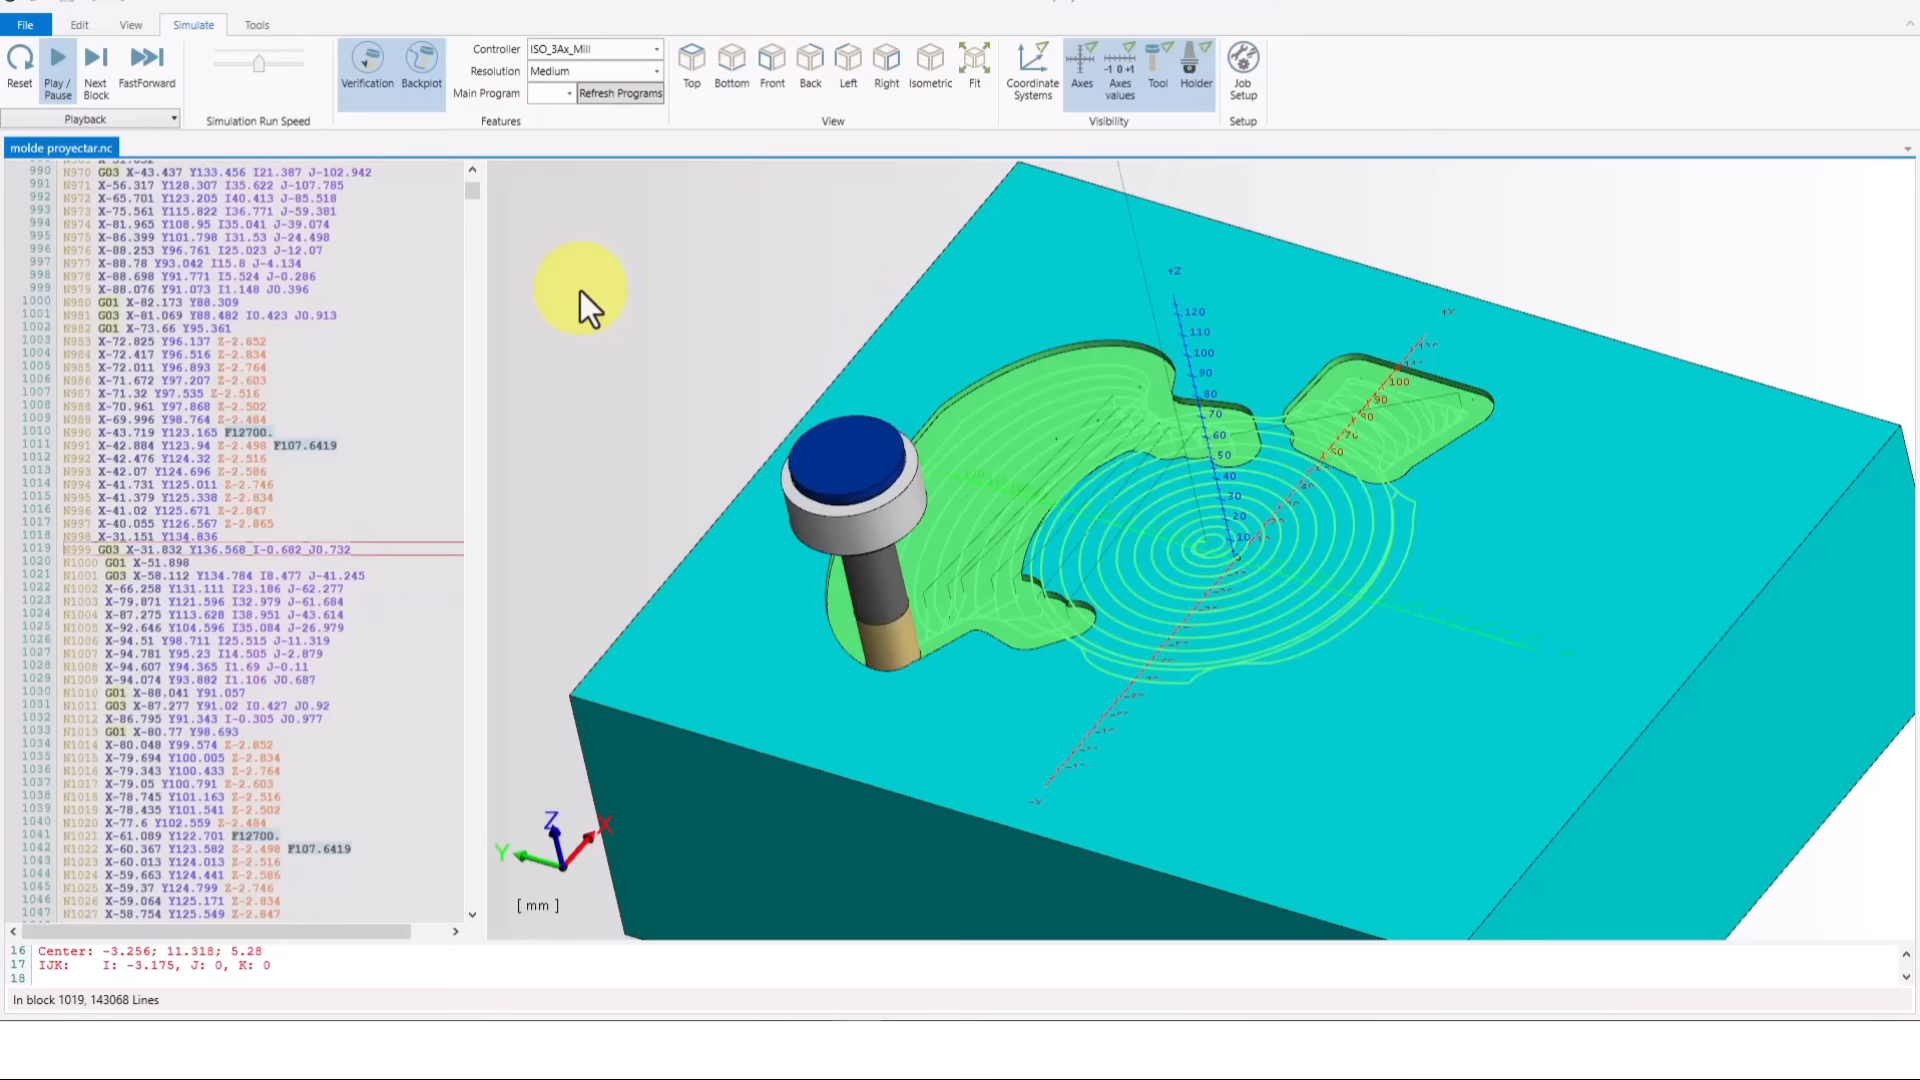 File Edit View Simulate Tools
Reset Play / Pause Next Block FastForward
Playback
Simulation Run Speed
Verification Backplot
Controller ISO_3Ax_Mill
Resolution Medium
Main Program Refresh Programs
Features
Top Bottom Front Back Left Right Isometric Fit
View
Coordinate Systems Axes -1 0 +1 Axes values Tool Holder
Visibility
Job Setup
Setup
molde proyectar.nc
990 N970 G03 X-43.437 Y133.456 I21.387 J-102.942
991 N971 X-56.317 Y128.307 I35.622 J-107.785
992 N972 X-65.701 Y123.205 I40.413 J-85.518
993 N973 X-75.561 Y115.822 I36.771 J-59.381
994 N974 X-81.965 Y108.95 I35.041 J-39.074
995 N975 X-86.399 Y101.798 I31.53 J-24.498
996 N976 X-88.253 Y96.761 I25.023 J-12.07
997 N977 X-88.78 Y93.042 I15.8 J-4.134
998 N978 X-88.698 Y91.771 I5.524 J-0.286
999 N979 X-88.076 Y91.073 I1.148 J0.396
1000 N980 G01 X-82.173 Y88.309
1001 N981 G03 X-81.069 Y88.482 I0.423 J0.913
1002 N982 G01 X-73.66 Y95.361
1003 N983 X-72.825 Y96.137 Z-2.852
1004 N984 X-72.417 Y96.516 Z-2.834
1005 N985 X-72.011 Y96.893 Z-2.764
1006 N986 X-71.672 Y97.207 Z-2.603
1007 N987 X-71.32 Y97.535 Z-2.516
1008 N988 X-70.961 Y97.868 Z-2.502
1009 N989 X-69.996 Y98.764 Z-2.484
1010 N990 X-43.719 Y123.165 F12700.
1011 N991 X-42.884 Y123.94 Z-2.498 F107.6419
1012 N992 X-42.476 Y124.32 Z-2.516
1013 N993 X-42.07 Y124.696 Z-2.586
1014 N994 X-41.731 Y125.011 Z-2.746
1015 N995 X-41.379 Y125.338 Z-2.834
1016 N996 X-41.02 Y125.671 Z-2.847
1017 N997 X-40.055 Y126.567 Z-2.865
1018 N998 X-31.151 Y134.836
1019 N999 G03 X-31.832 Y136.568 I-0.682 J0.732
1020 N1000 G01 X-51.898
1021 N1001 G03 X-58.112 Y134.784 I8.477 J-41.245
1022 N1002 X-66.258 Y131.111 I23.186 J-62.277
1023 N1003 X-79.871 Y121.596 I32.979 J-61.684
1024 N1004 X-87.275 Y113.628 I38.951 J-43.614
1025 N1005 X-92.646 Y104.596 I35.084 J-26.979
1026 N1006 X-94.51 Y98.711 I25.515 J-11.319
1027 N1007 X-94.781 Y95.23 I14.505 J-2.879
1028 N1008 X-94.607 Y94.365 I1.69 J-0.11
1029 N1009 X-94.074 Y93.882 I1.106 J0.687
1030 N1010 G01 X-88.041 Y91.057
1031 N1011 G03 X-87.277 Y91.02 I0.427 J0.92
1032 N1012 X-86.795 Y91.343 I-0.305 J0.977
1033 N1013 G01 X-80.77 Y98.693
1034 N1014 X-80.048 Y99.574 Z-2.852
1035 N1015 X-79.694 Y100.005 Z-2.834
1036 N1016 X-79.343 Y100.433 Z-2.764
1037 N1017 X-79.05 Y100.791 Z-2.603
1038 N1018 X-78.745 Y101.163 Z-2.516
1039 N1019 X-78.435 Y101.541 Z-2.502
1040 N1020 X-77.6 Y102.559 Z-2.484
1041 N1021 X-61.089 Y122.701 F12700.
1042 N1022 X-60.367 Y123.582 Z-2.498 F107.6419
1043 N1023 X-60.013 Y124.013 Z-2.516
1044 N1024 X-59.663 Y124.441 Z-2.586
1045 N1025 X-59.37 Y124.799 Z-2.746
1046 N1026 X-59.064 Y125.171 Z-2.834
1047 N1027 X-58.754 Y125.549 Z-2.847
+Z
120
110
100
90
80
70
60
50
40
30
20
10
+X
100
90
80
70
60
-X
Z
X
Y
[ mm ]
16 Center: -3.256; 11.318; 5.28
17 IJK: I: -3.175, J: 0, K: 0
18
In block 1019, 143068 Lines